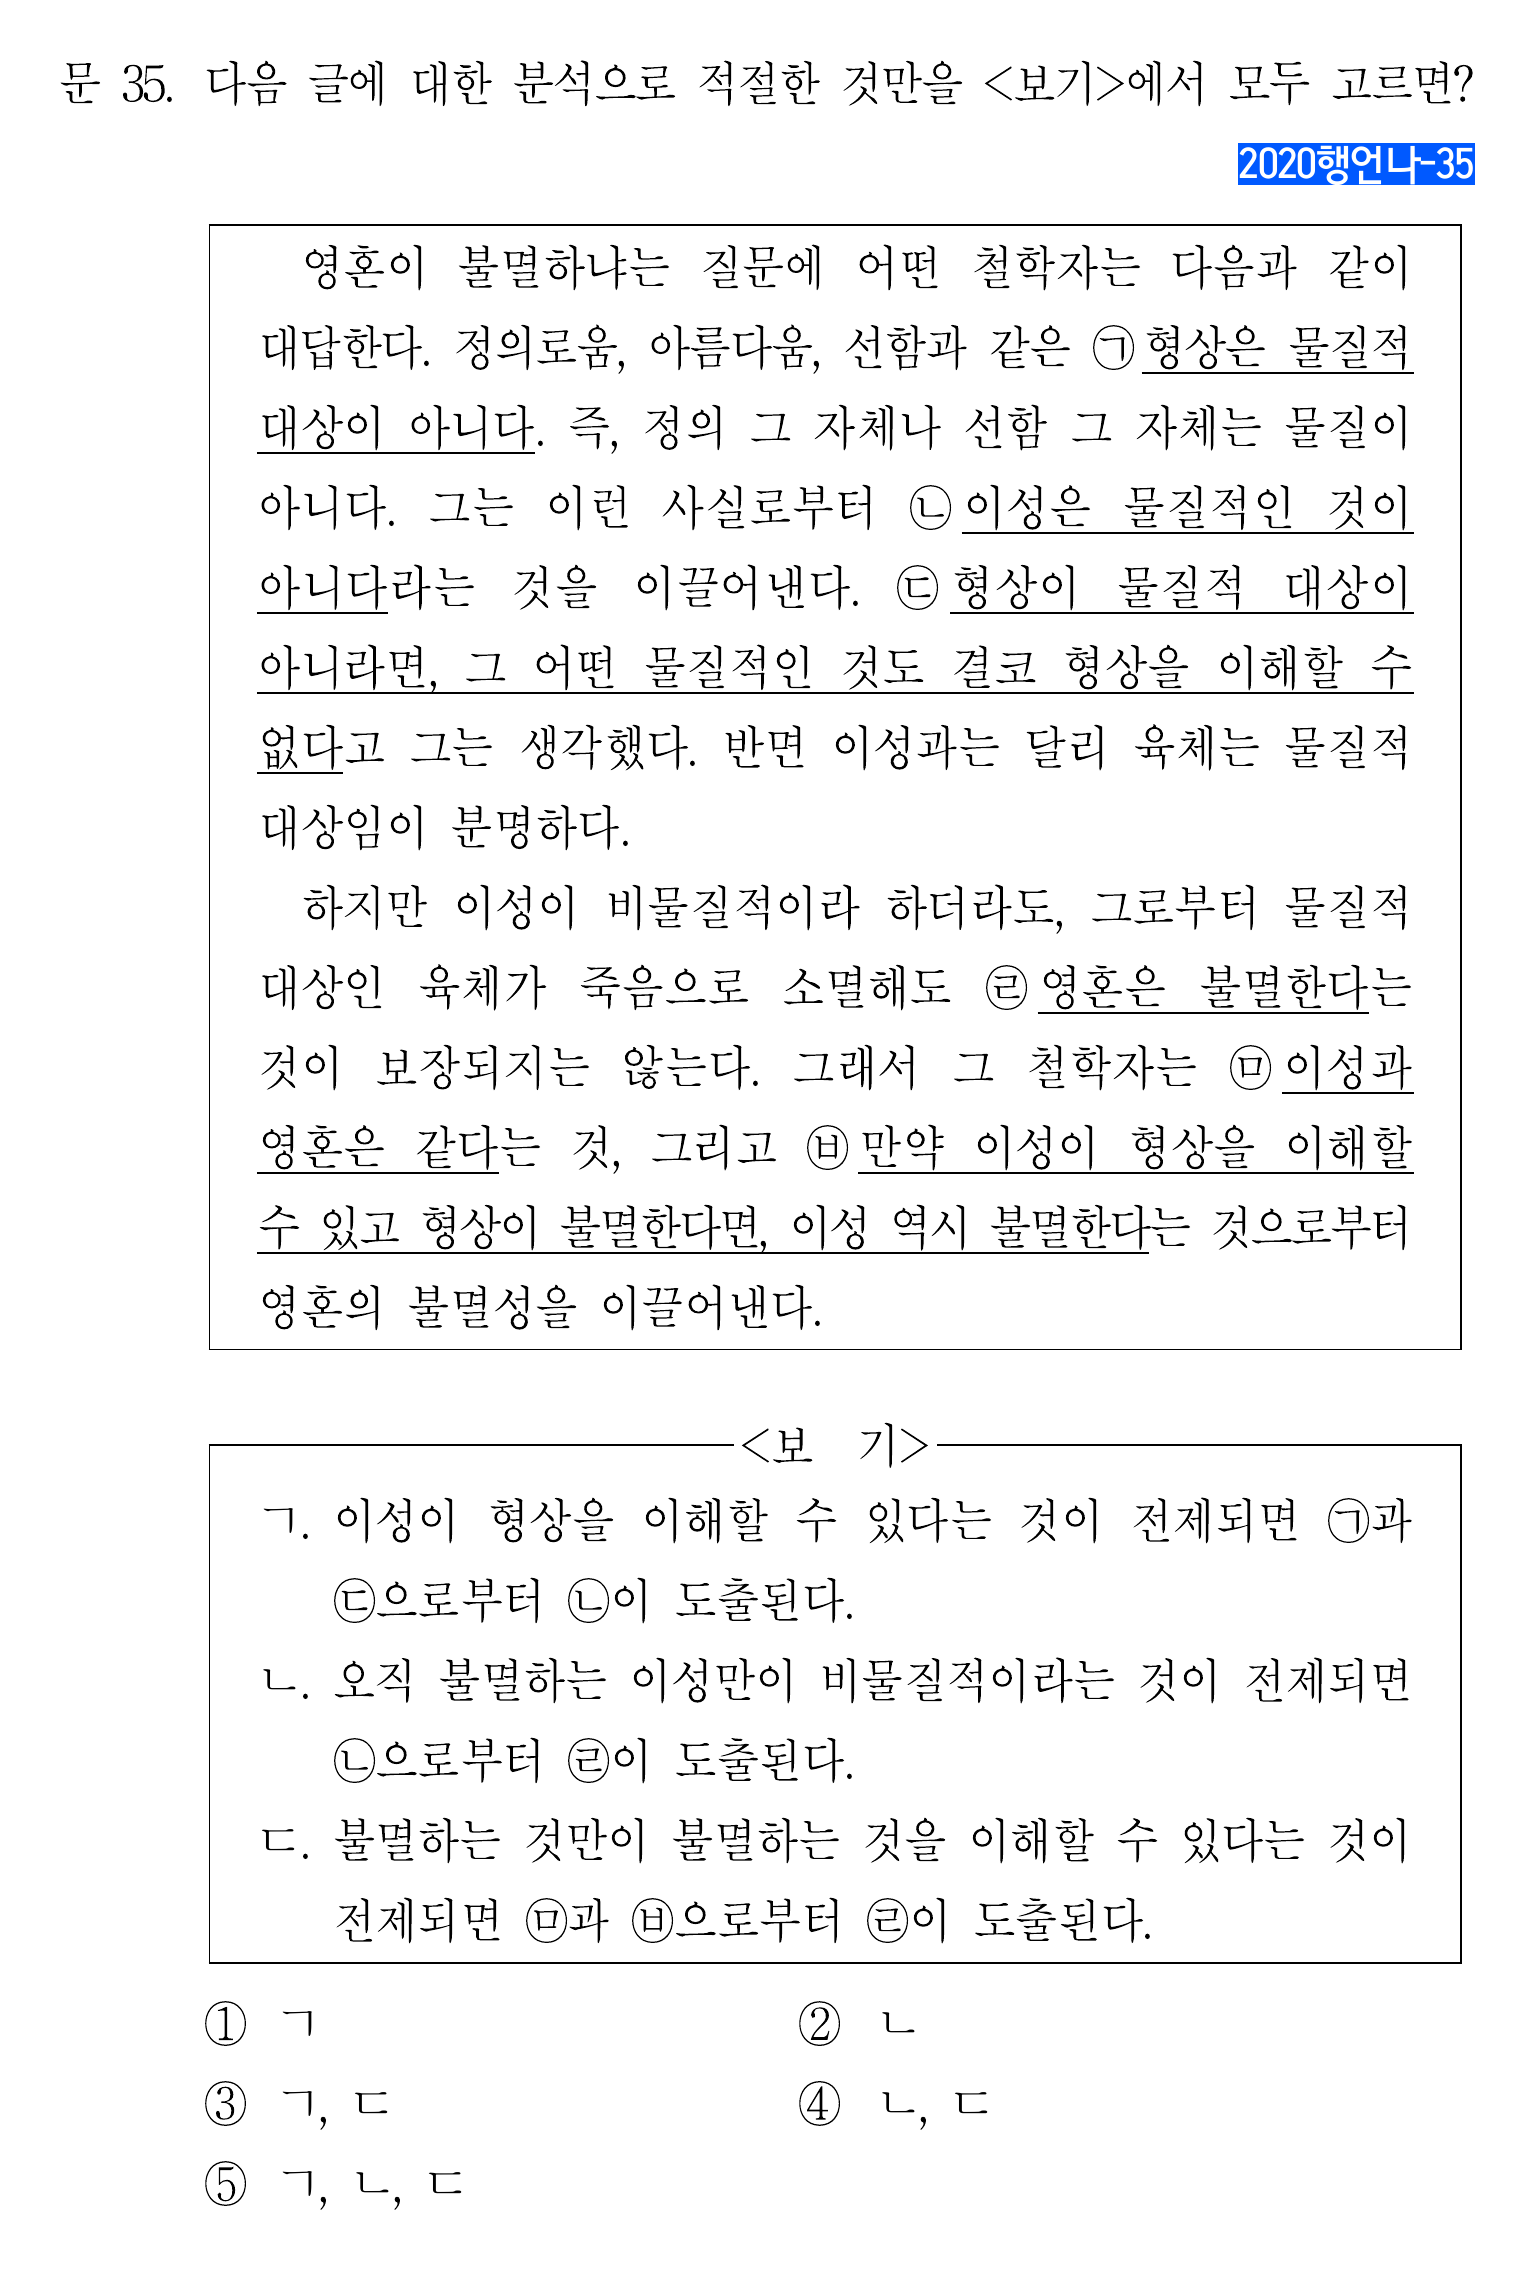 문 35. 다음 글에 대한 분석으로 적절한 것만을 <보기>에서 모두 고르면?
2020행언나-35
영혼이 불멸하냐는 질문에 어떤 철학자는 다음과 같이
대답한다. 정의로움, 아름다움, 선함과 같은 ㉠형상은 물질적
대상이 아니다. 즉, 정의 그 자체나 선함 그 자체는 물질이
아니다. 그는 이런 사실로부터 ㉡이성은 물질적인 것이
아니다라는 것을 이끌어낸다. ㉢형상이 물질적 대상이
아니라면, 그 어떤 물질적인 것도 결코 형상을 이해할 수
없다고 그는 생각했다. 반면 이성과는 달리 육체는 물질적
대상임이 분명하다.
하지만 이성이 비물질적이라 하더라도, 그로부터 물질적
대상인 육체가 죽음으로 소멸해도 ㉣영혼은 불멸한다는
것이 보장되지는 않는다. 그래서 그 철학자는 ㉤이성과
영혼은 같다는 것, 그리고 ㉥만약 이성이 형상을 이해할
수 있고 형상이 불멸한다면, 이성 역시 불멸한다는 것으로부터
영혼의 불멸성을 이끌어낸다.
<보 기>
ㄱ. 이성이 형상을 이해할 수 있다는 것이 전제되면 ㉠과
㉢으로부터 ㉡이 도출된다.
ㄴ. 오직 불멸하는 이성만이 비물질적이라는 것이 전제되면
㉡으로부터 ㉣이 도출된다.
ㄷ. 불멸하는 것만이 불멸하는 것을 이해할 수 있다는 것이
전제되면 ㉤과 ㉥으로부터 ㉣이 도출된다.
① ㄱ ② ㄴ
③ ㄱ, ㄷ ④ ㄴ, ㄷ
⑤ ㄱ, ㄴ, ㄷ